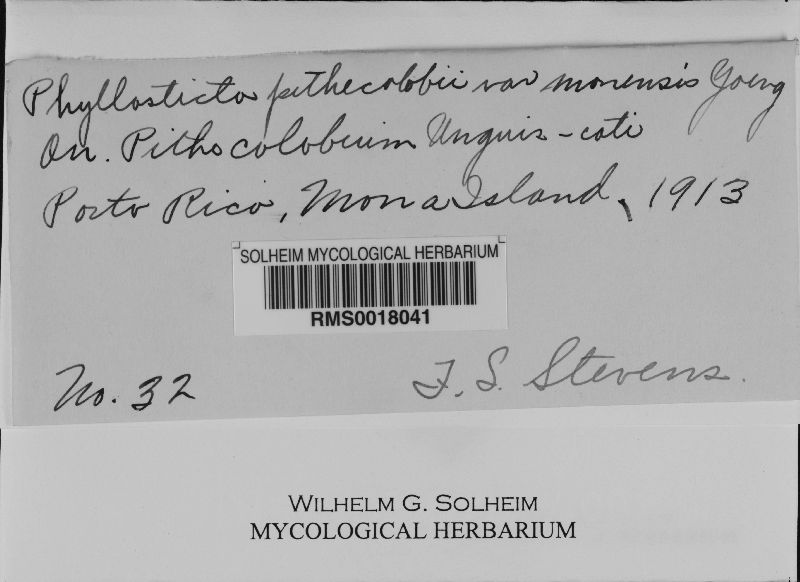 Phyllosticta pithecolobii var monensis Young
On. Pithocolobium Unguis-cati
Porto Rico, Mona Island, 1913
SOLHEIM MYCOLOGICAL HERBARIUM
RMS0018041
No. 32
F. S. Stevens.
WILHELM G. SOLHEIM
MYCOLOGICAL HERBARIUM